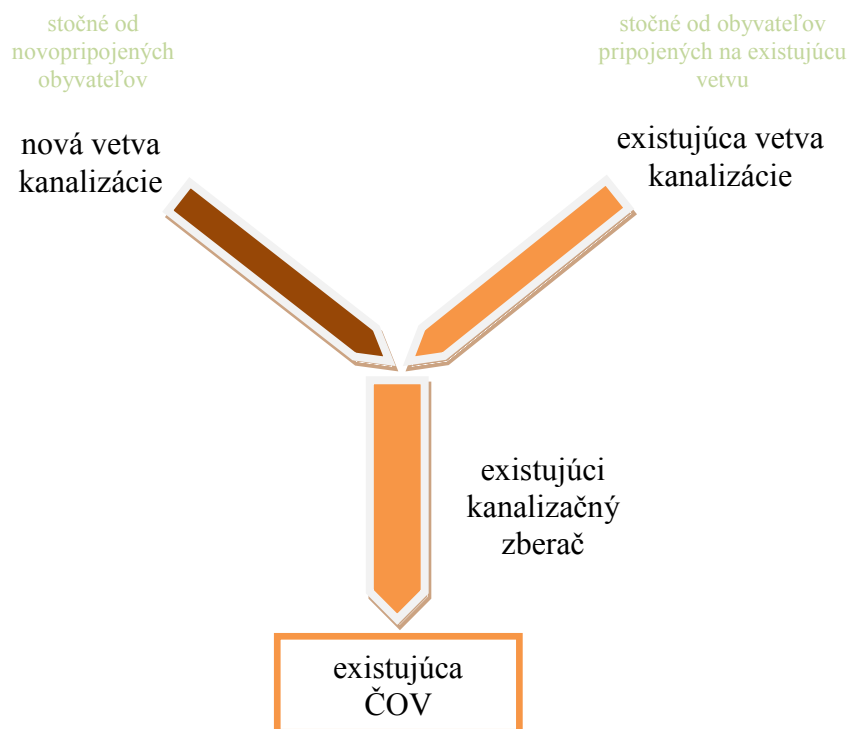 stočné od
novopripojených
obyvateľov
stočné od obyvateľov
pripojených na existujúcu
vetvu
nová vetva
kanalizácie
existujúca vetva
kanalizácie
existujúci
kanalizačný
zberač
existujúca
ČOV